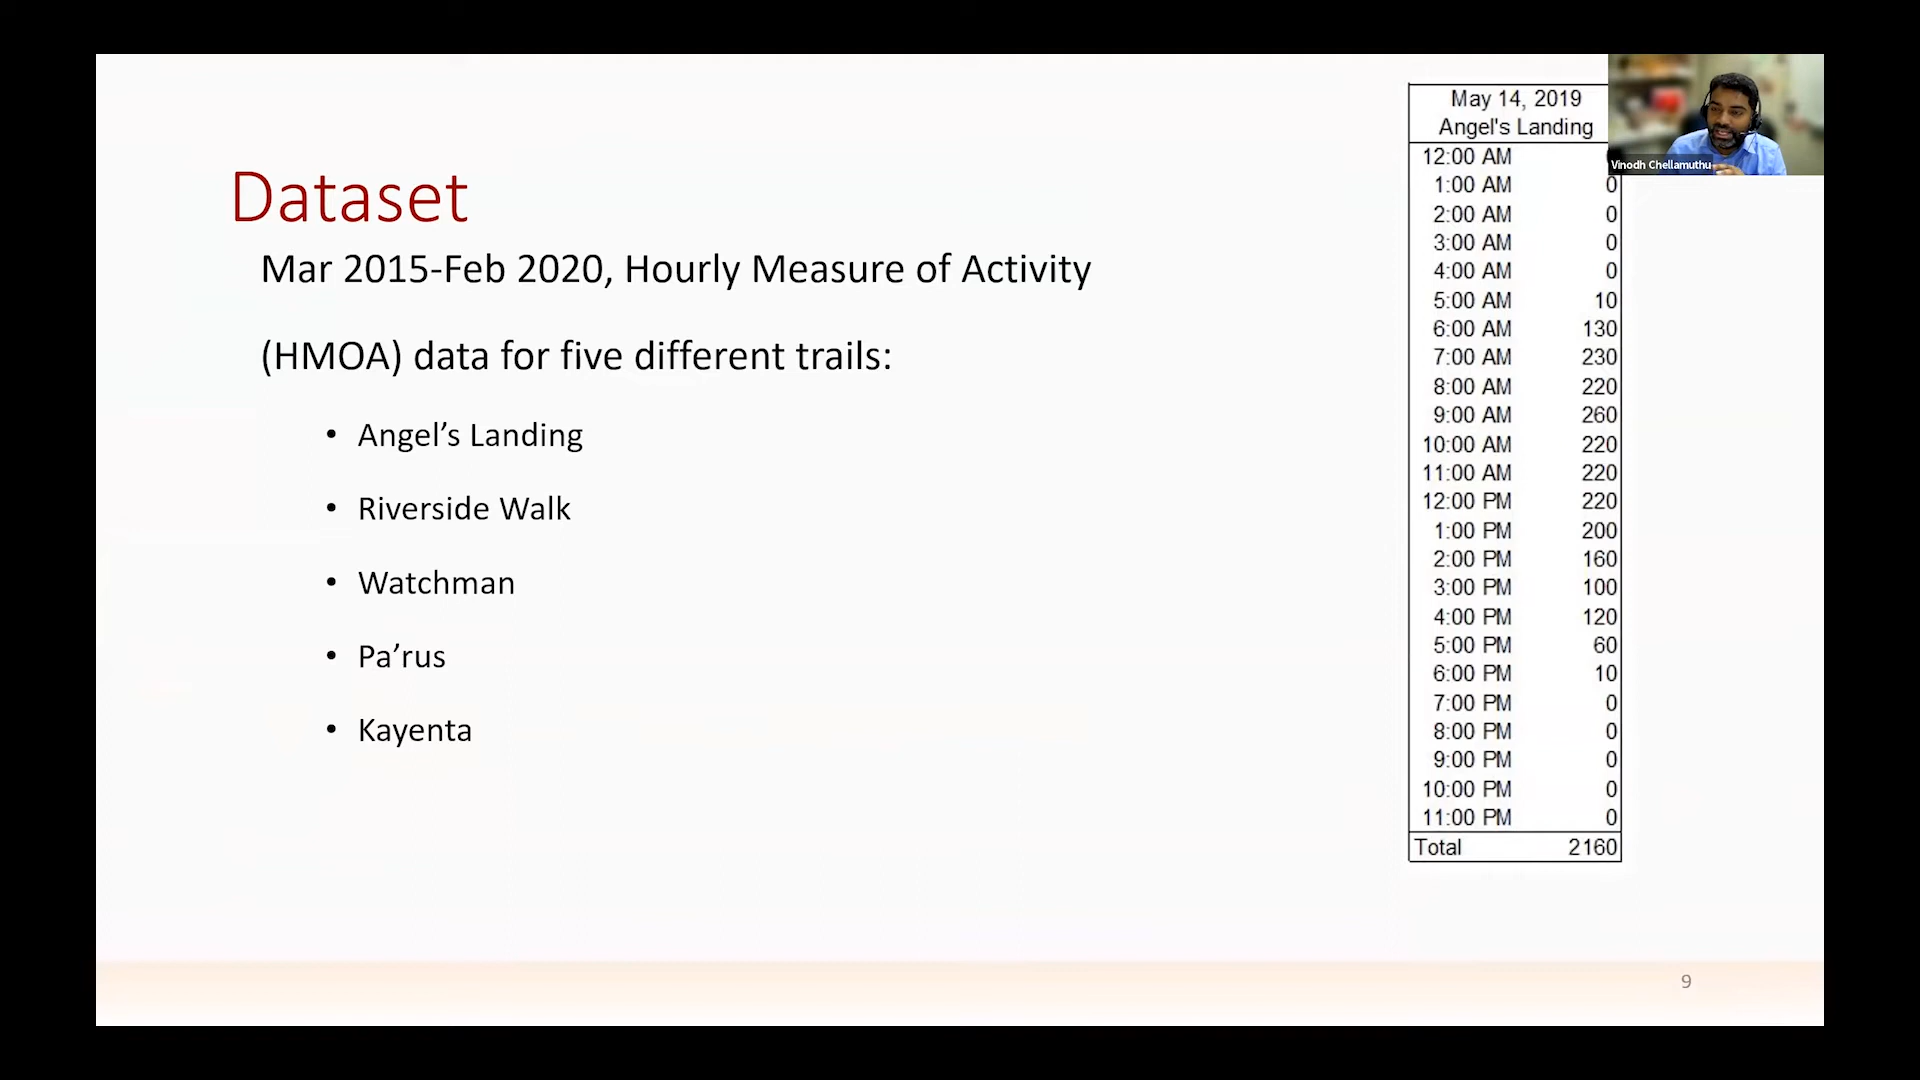 Dataset
Mar 2015-Feb 2020, Hourly Measure of Activity
(HMOA) data for five different trails:
• Angel’s Landing
• Riverside Walk
• Watchman
• Pa’rus
• Kayenta
May 14, 2019
Angel's Landing
12:00 AM
1:00 AM 0
2:00 AM 0
3:00 AM 0
4:00 AM 0
5:00 AM 10
6:00 AM 130
7:00 AM 230
8:00 AM 220
9:00 AM 260
10:00 AM 220
11:00 AM 220
12:00 PM 220
1:00 PM 200
2:00 PM 160
3:00 PM 100
4:00 PM 120
5:00 PM 60
6:00 PM 10
7:00 PM 0
8:00 PM 0
9:00 PM 0
10:00 PM 0
11:00 PM 0
Total 2160
Vinodh Chellamuthu
9